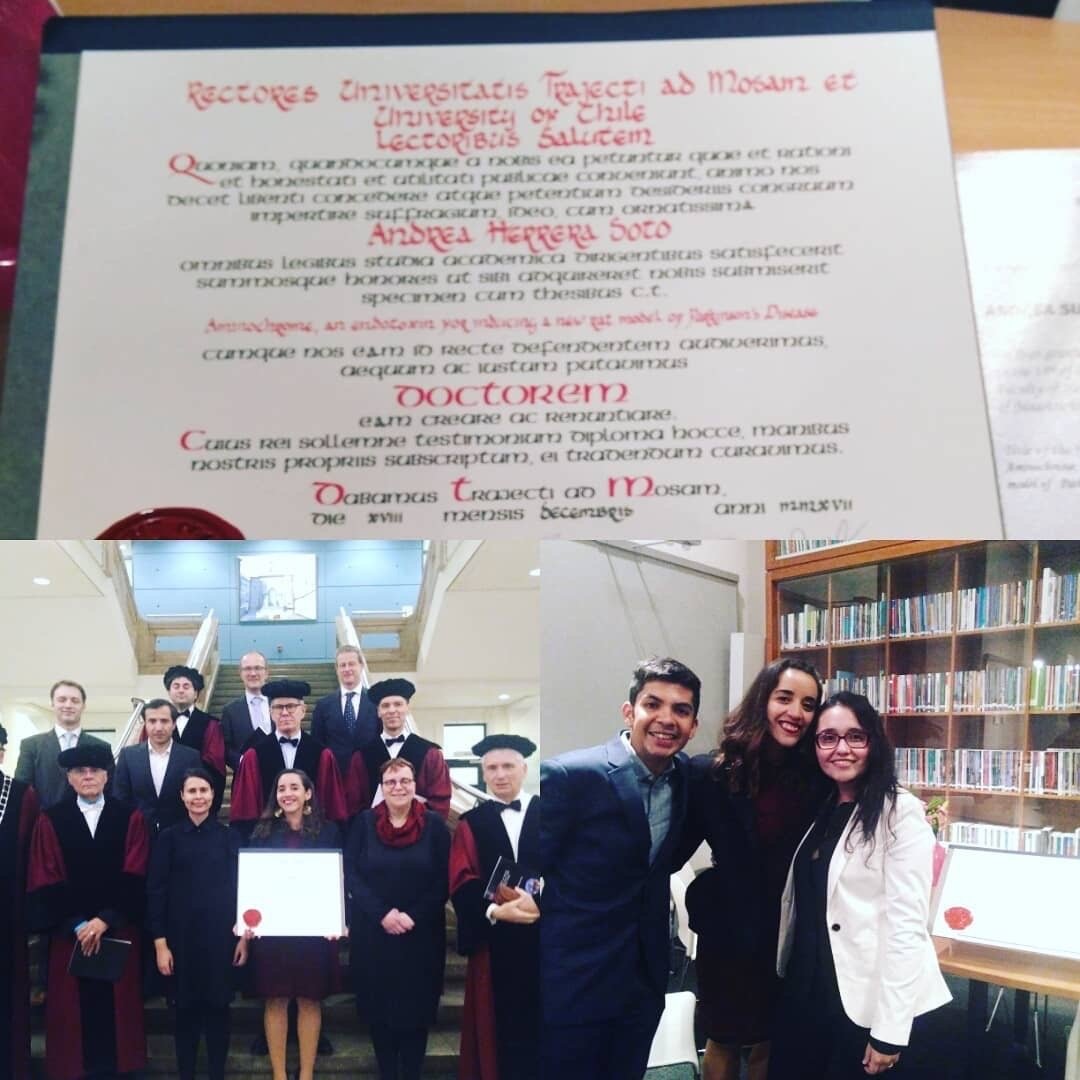 Rectores Universitatis Trajecti ad Mosam et
University of Chile
Lectoribus Salutem
Quoniam, quandocumque a nobis ea petuntur quae et rationi
et honestati et utilitati publicae conveniunt, animo nos
decet libenti concedere atque petentium desideriis congruum
impertire suffragium, ideo, cum ornatissima
Andrea Herrera Soto
omnibus legibus studia academica dirigentibus satisfecerit
summosque honores ut sibi adquireret nobis submiserit
specimen cum thesibus c.t.
Aminochrome, an endotoxin for inducing a new rat model of Parkinson's Disease
cumque nos eam id recte defendentem audiverimus,
aequum ac iustum putavimus
DOCTOREM
eam creare ac renuntiare.
Cuius rei sollemne testimonium diploma hocce, manibus
nostris propriis subscriptum, ei tradendum curavimus.
Dabamus Trajecti ad Mosam,
die XVIII mensis Decembris anni MMXVII
model of